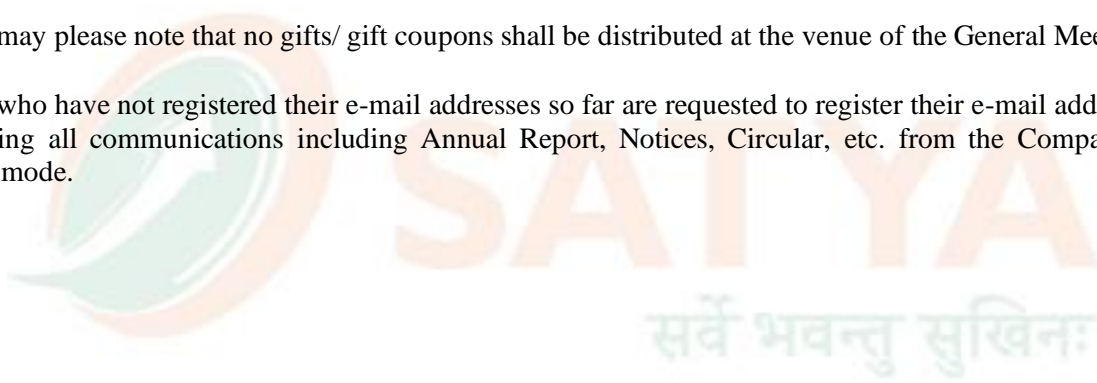 may please note that no gifts/ gift coupons shall be distributed at the venue of the General Mee
who have not registered their e-mail addresses so far are requested to register their e-mail add
ing all communications including Annual Report, Notices, Circular, etc. from the Compa
mode.
SATYA
सर्वे भवन्तु सुखिनः